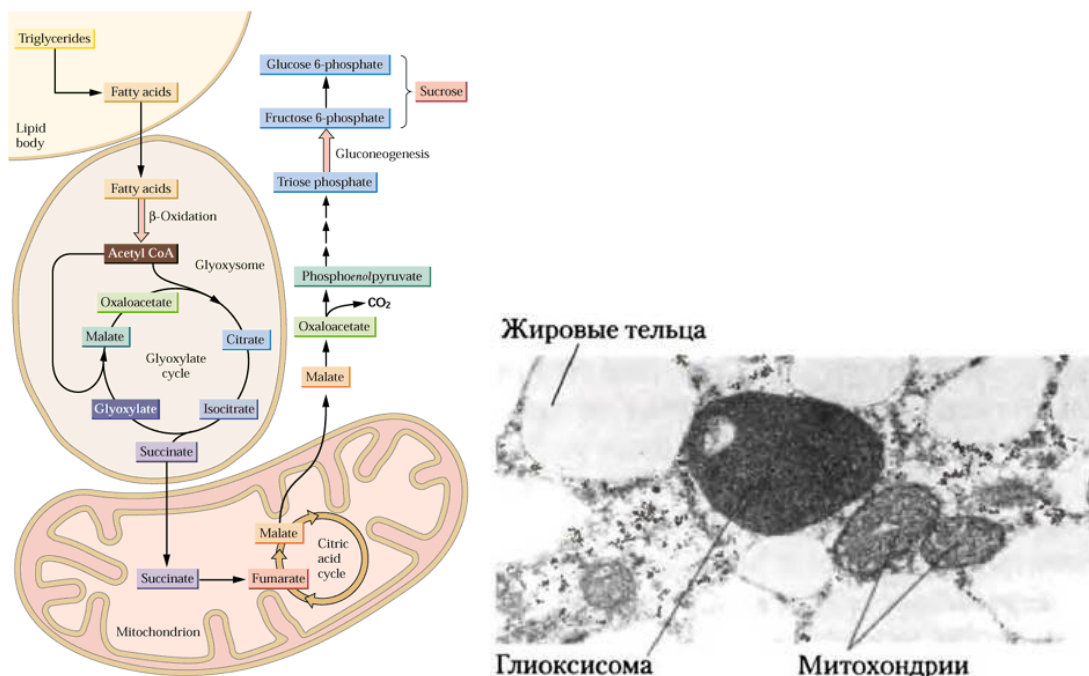 Triglycerides
Fatty acids
Lipid
body
Fatty acids
β-Oxidation
Acetyl CoA
Glyoxysome
Oxaloacetate
Malate
Citrate
Glyoxylate
cycle
Glyoxylate
Isocitrate
Succinate
Succinate
Fumarate
Malate
Citric
acid
cycle
Mitochondrion
Glucose 6-phosphate
Sucrose
Fructose 6-phosphate
Gluconeogenesis
Triose phosphate
Phosphoenolpyruvate
CO₂
Oxaloacetate
Malate
Жировые тельца
Глиоксисома
Митохондрии